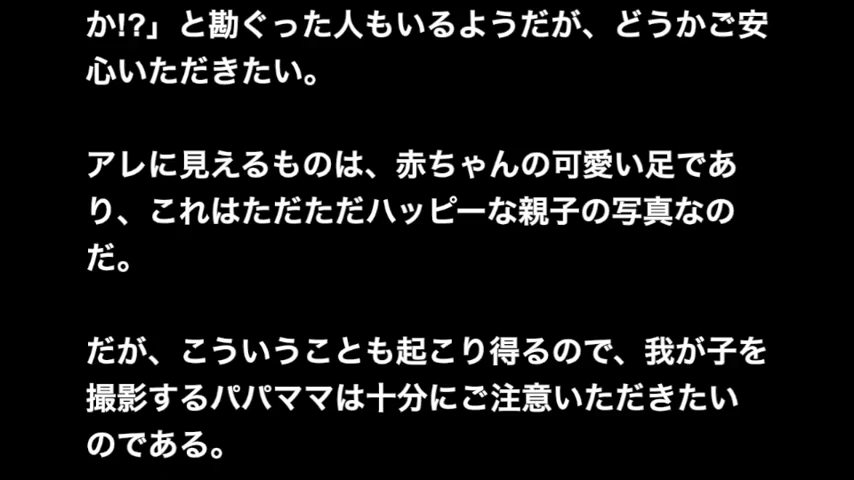 か!?」と勘ぐった人もいるようだが、どうかご安
心いただきたい。
アレに見えるものは、赤ちゃんの可愛い足であ
り、これはただただハッピーな親子の写真なの
だ。
だが、こういうことも起こり得るので、我が子を
撮影するパパママは十分にご注意いただきたい
のである。